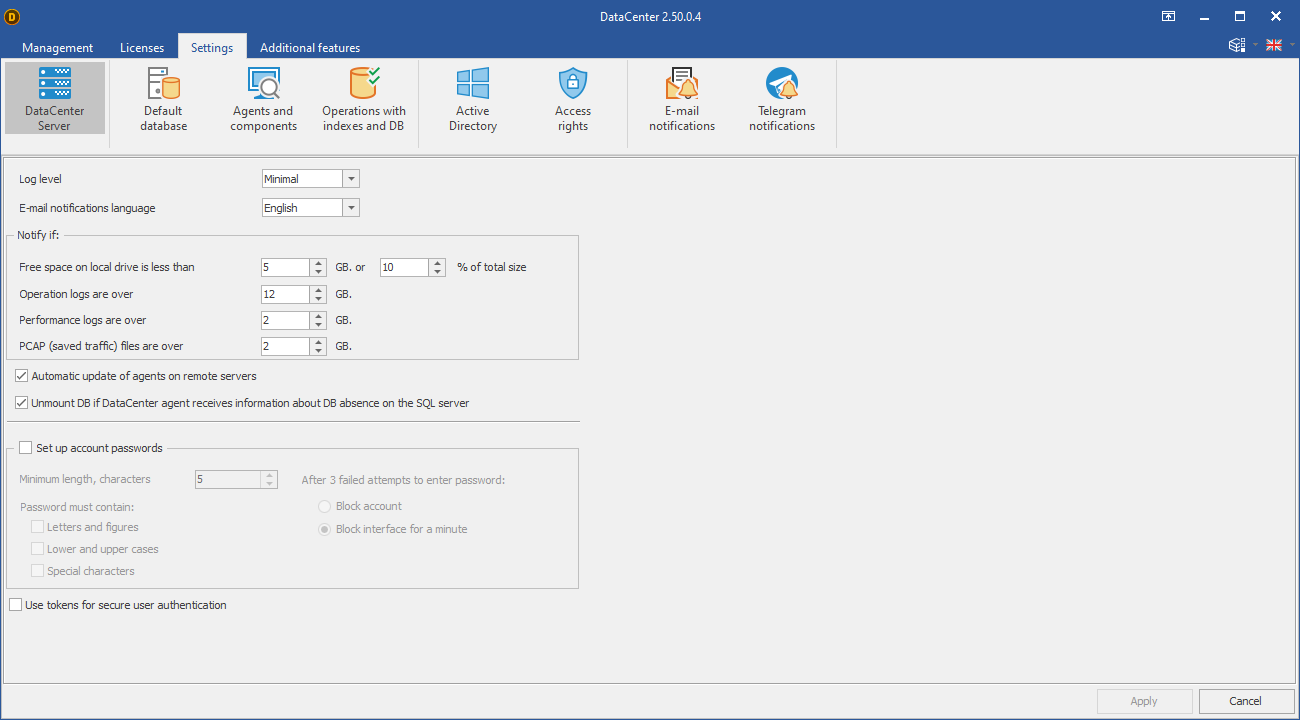 D
DataCenter 2.50.0.4
Management Licenses Settings Additional features
DataCenter Server
Default database
Agents and components
Operations with indexes and DB
Active Directory
Access rights
E-mail notifications
Telegram notifications
Log level Minimal
E-mail notifications language English
Notify if:
Free space on local drive is less than 5 GB. or 10 % of total size
Operation logs are over 12 GB.
Performance logs are over 2 GB.
PCAP (saved traffic) files are over 2 GB.
Automatic update of agents on remote servers
Unmount DB if DataCenter agent receives information about DB absence on the SQL server
Set up account passwords
Minimum length, characters 5 After 3 failed attempts to enter password:
Password must contain: Block account
Letters and figures Block interface for a minute
Lower and upper cases
Special characters
Use tokens for secure user authentication
Apply Cancel